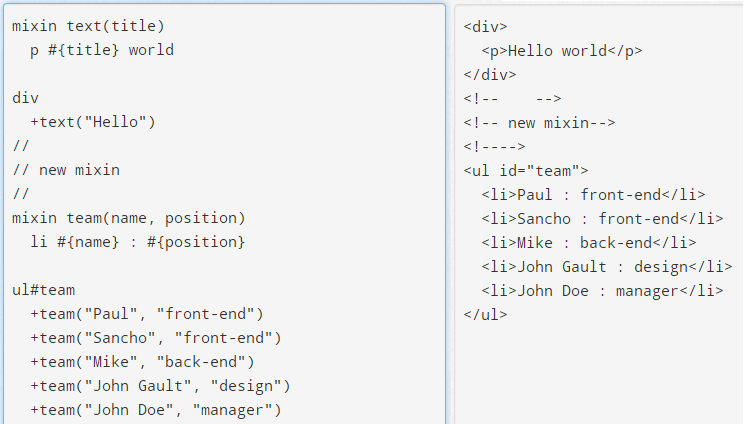 mixin text(title)
  p #{title} world

div
  +text("Hello")
//
// new mixin
//
mixin team(name, position)
  li #{name} : #{position}

ul#team
  +team("Paul", "front-end")
  +team("Sancho", "front-end")
  +team("Mike", "back-end")
  +team("John Gault", "design")
  +team("John Doe", "manager")

<div>
  <p>Hello world</p>
</div>
<!--    -->
<!-- new mixin-->
<!---->
<ul id="team">
  <li>Paul : front-end</li>
  <li>Sancho : front-end</li>
  <li>Mike : back-end</li>
  <li>John Gault : design</li>
  <li>John Doe : manager</li>
</ul>